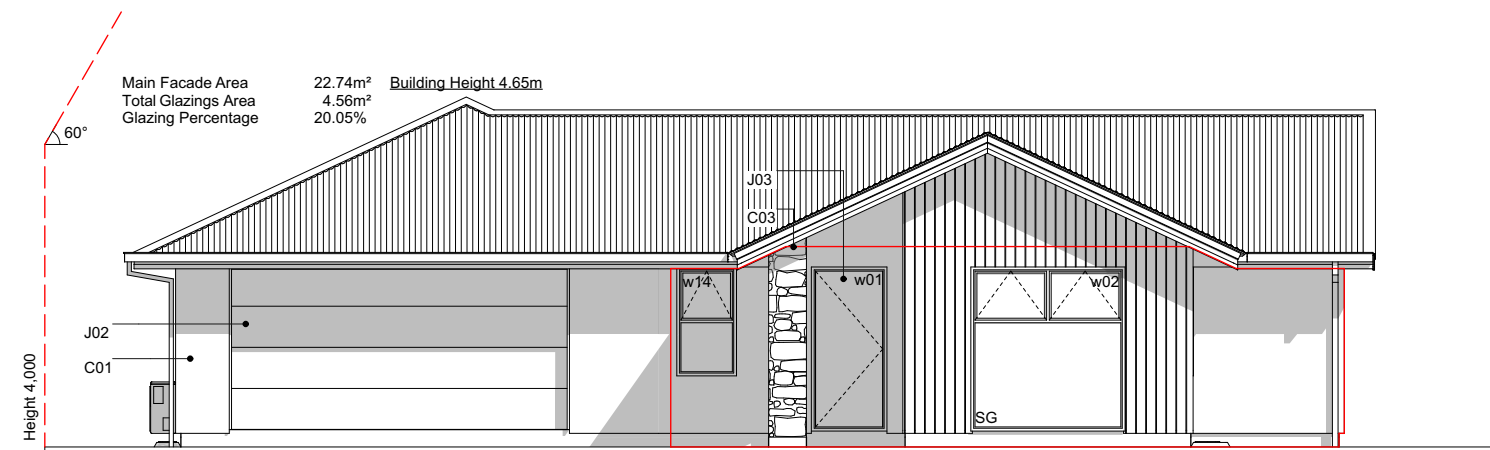 Main Facade Area 22.74m² Building Height 4.65m
Total Glazings Area 4.56m²
Glazing Percentage 20.05%
60°
J03
C03
w14
w01
w02
J02
C01
Height 4,000
SG